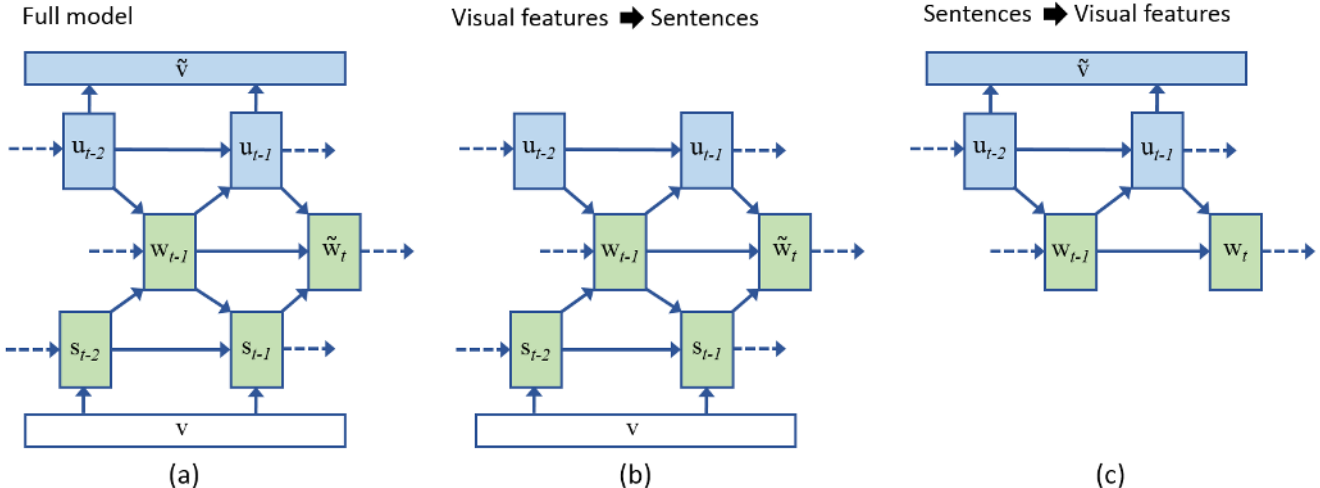 Full model
ṽ
u_{t-2} u_{t-1}
w_{t-1} w̃_t
s_{t-2} s_{t-1}
v
(a)
Visual features ➡ Sentences
u_{t-2} u_{t-1}
w_{t-1} w̃_t
s_{t-2} s_{t-1}
v
(b)
Sentences ➡ Visual features
ṽ
u_{t-2} u_{t-1}
w_{t-1} w_t
(c)